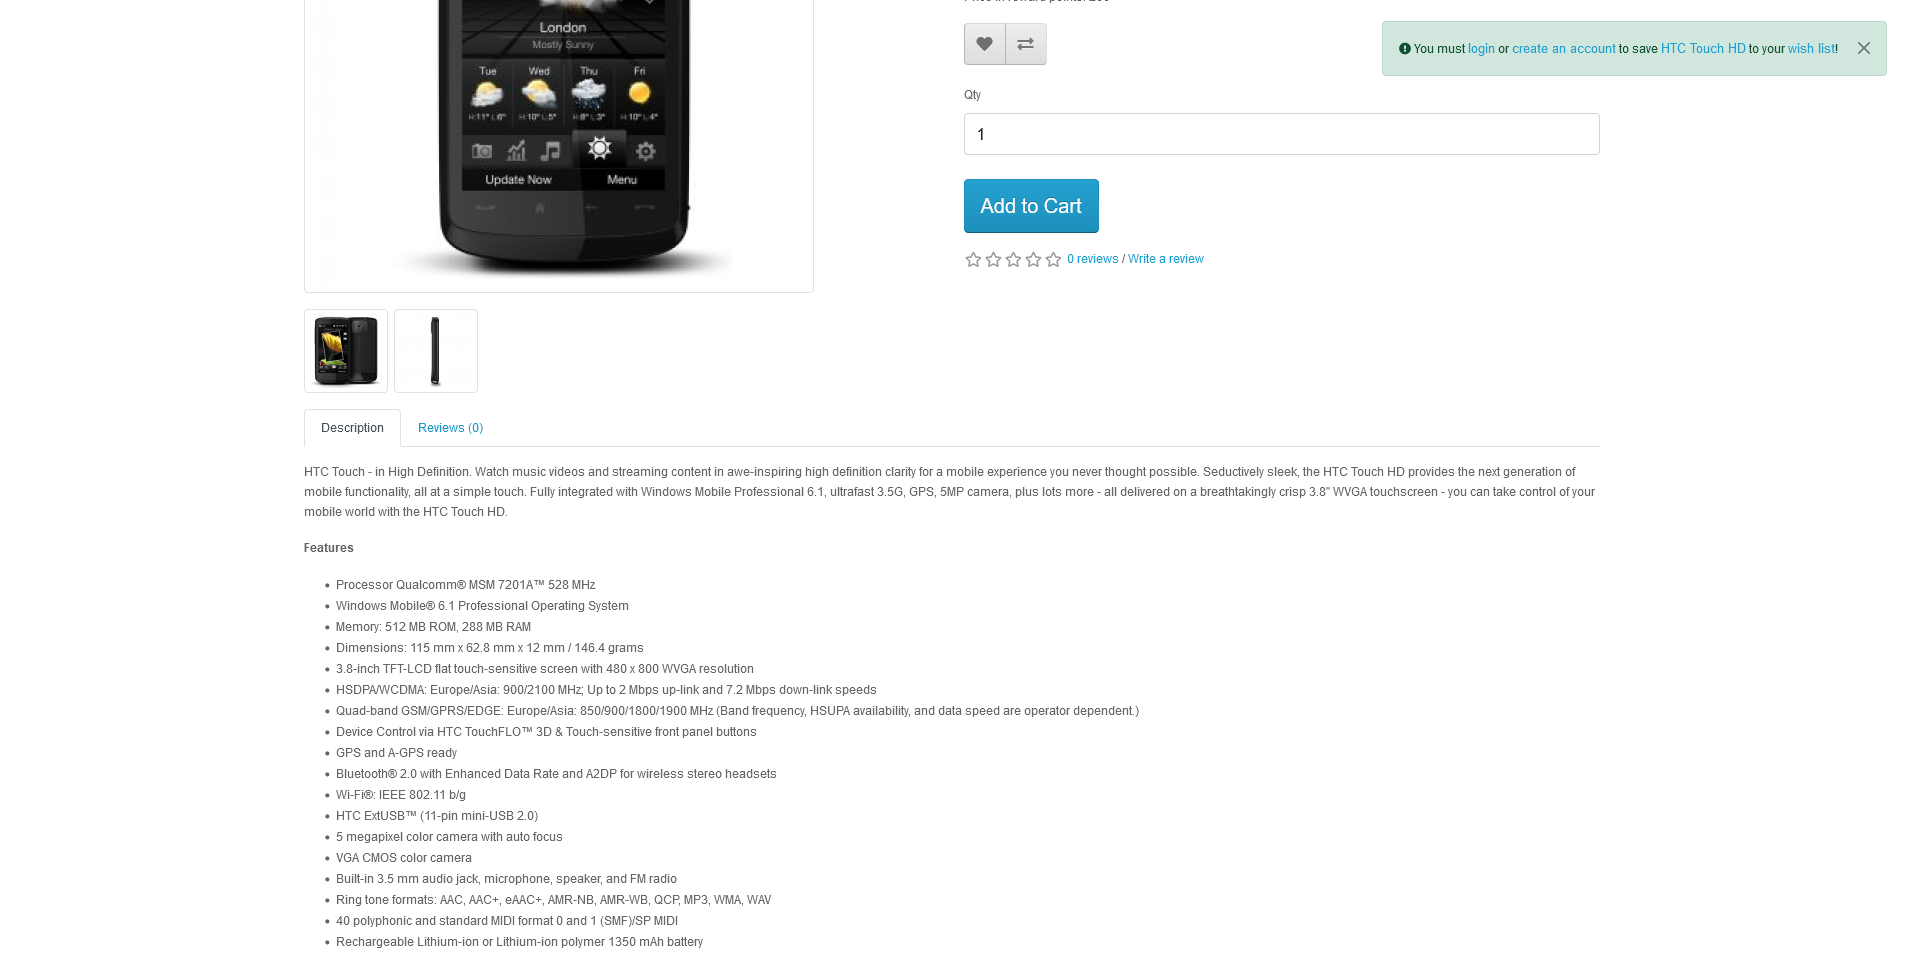 London
Mostly Sunny
Tue Wed Thu Fri
H:11° L:6° H:10° L:5° H:8° L:3° H:10° L:4°
Update Now Menu
You must login or create an account to save HTC Touch HD to your wish list!
Qty
1
Add to Cart
0 reviews / Write a review
Description Reviews (0)
HTC Touch - in High Definition. Watch music videos and streaming content in awe-inspiring high definition clarity for a mobile experience you never thought possible. Seductively sleek, the HTC Touch HD provides the next generation of
mobile functionality, all at a simple touch. Fully integrated with Windows Mobile Professional 6.1, ultrafast 3.5G, GPS, 5MP camera, plus lots more - all delivered on a breathtakingly crisp 3.8" WVGA touchscreen - you can take control of your
mobile world with the HTC Touch HD.
Features
• Processor Qualcomm® MSM 7201A™ 528 MHz
• Windows Mobile® 6.1 Professional Operating System
• Memory: 512 MB ROM, 288 MB RAM
• Dimensions: 115 mm x 62.8 mm x 12 mm / 146.4 grams
• 3.8-inch TFT-LCD flat touch-sensitive screen with 480 x 800 WVGA resolution
• HSDPA/WCDMA: Europe/Asia: 900/2100 MHz; Up to 2 Mbps up-link and 7.2 Mbps down-link speeds
• Quad-band GSM/GPRS/EDGE: Europe/Asia: 850/900/1800/1900 MHz (Band frequency, HSUPA availability, and data speed are operator dependent.)
• Device Control via HTC TouchFLO™ 3D & Touch-sensitive front panel buttons
• GPS and A-GPS ready
• Bluetooth® 2.0 with Enhanced Data Rate and A2DP for wireless stereo headsets
• Wi-Fi®: IEEE 802.11 b/g
• HTC ExtUSB™ (11-pin mini-USB 2.0)
• 5 megapixel color camera with auto focus
• VGA CMOS color camera
• Built-in 3.5 mm audio jack, microphone, speaker, and FM radio
• Ring tone formats: AAC, AAC+, eAAC+, AMR-NB, AMR-WB, QCP, MP3, WMA, WAV
• 40 polyphonic and standard MIDI format 0 and 1 (SMF)/SP MIDI
• Rechargeable Lithium-ion or Lithium-ion polymer 1350 mAh battery